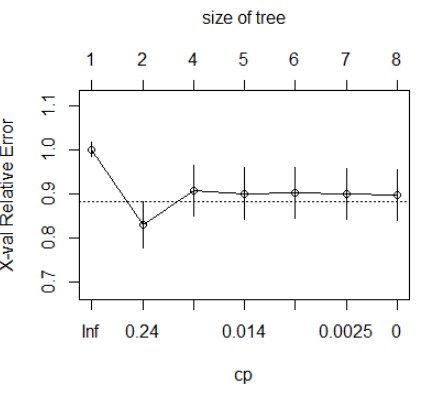 size of tree
1 2 4 5 6 7 8
X-val Relative Error
1.1
1.0
0.9
0.8
0.7
Inf 0.24 0.014 0.0025 0
cp